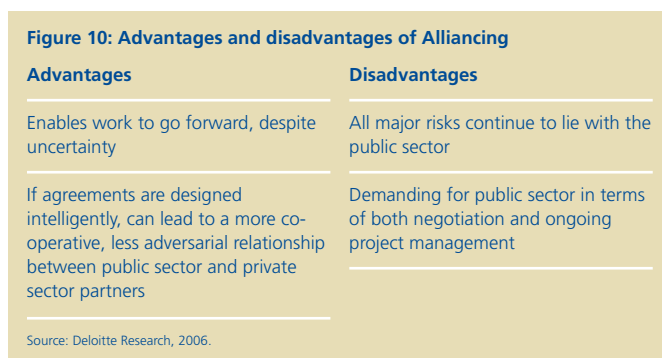 Figure 10: Advantages and disadvantages of Alliancing
Advantages
Enables work to go forward, despite
uncertainty
If agreements are designed
intelligently, can lead to a more co-
operative, less adversarial relationship
between public sector and private
sector partners
Disadvantages
All major risks continue to lie with the
public sector
Demanding for public sector in terms
of both negotiation and ongoing
project management
Source: Deloitte Research, 2006.